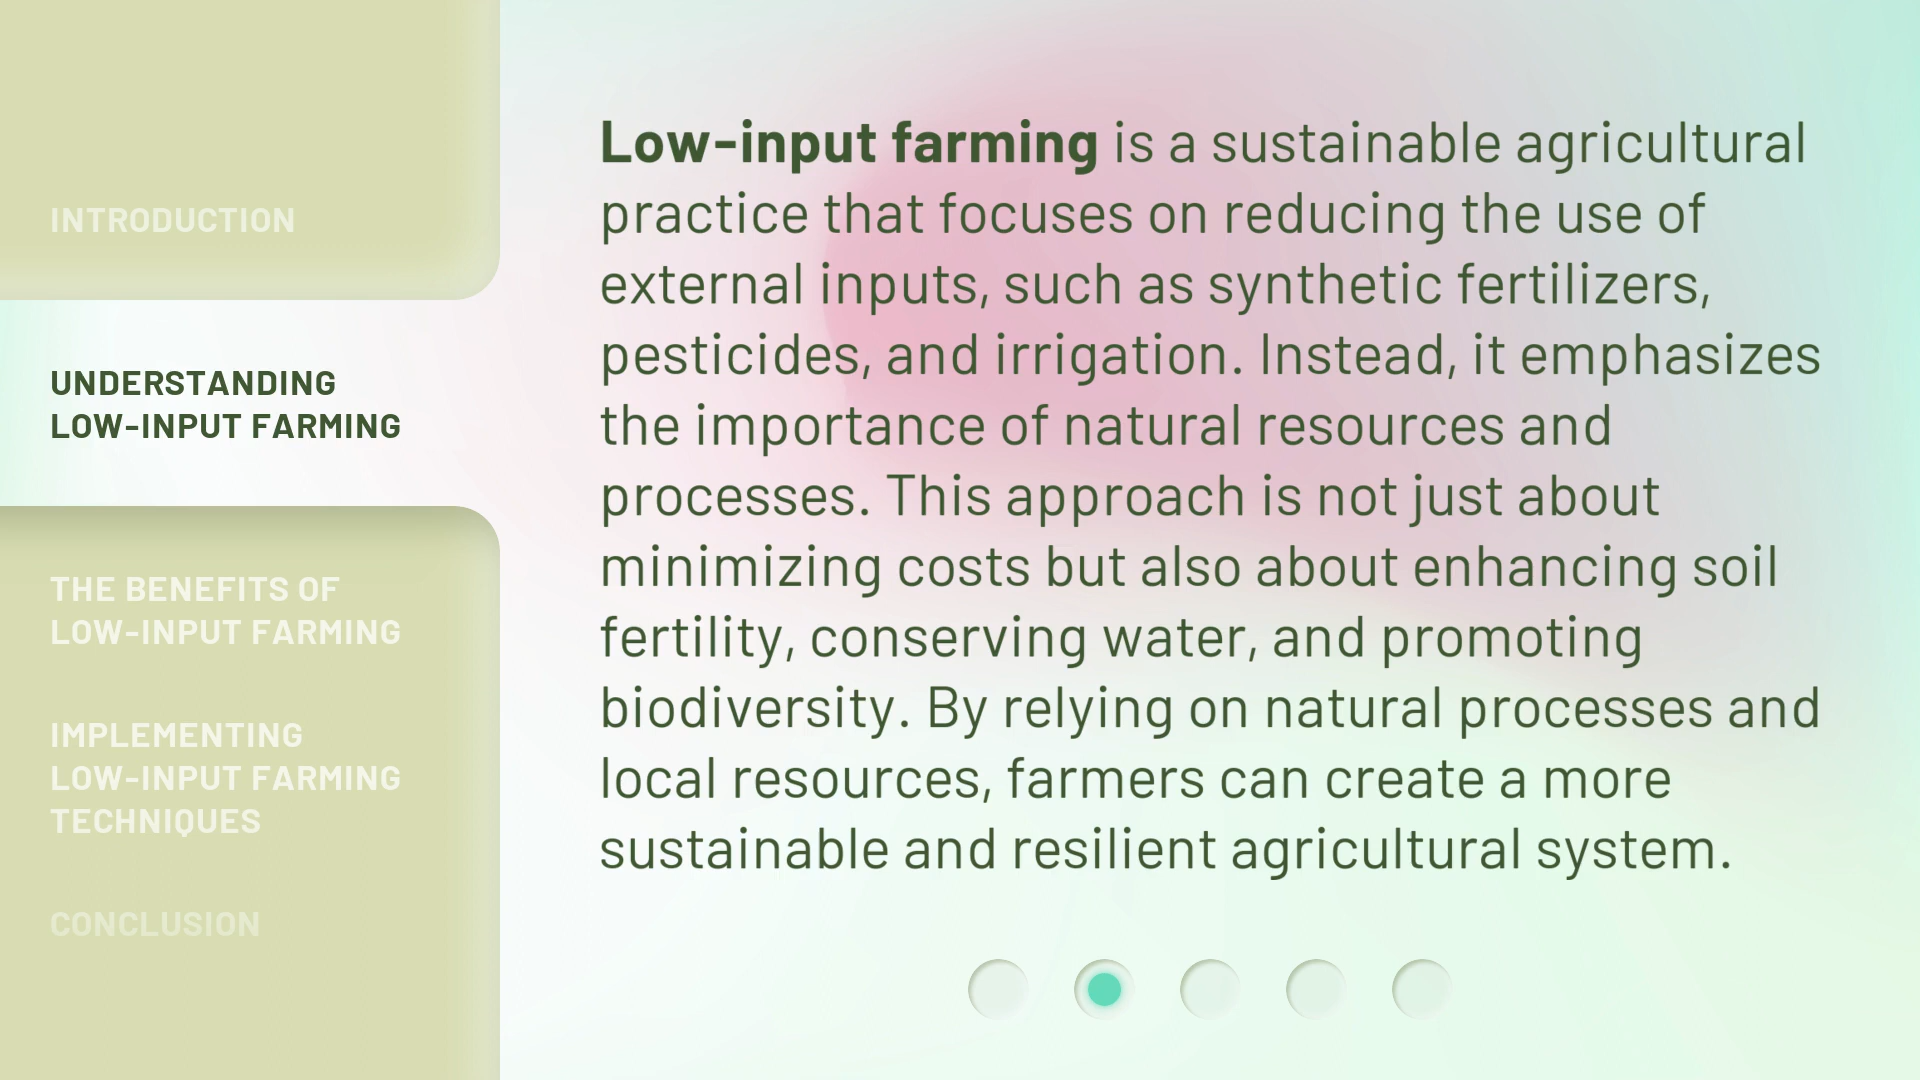 INTRODUCTION
UNDERSTANDING
LOW-INPUT FARMING
THE BENEFITS OF
LOW-INPUT FARMING
IMPLEMENTING
LOW-INPUT FARMING
TECHNIQUES
CONCLUSION
Low-input farming is a sustainable agricultural
practice that focuses on reducing the use of
external inputs, such as synthetic fertilizers,
pesticides, and irrigation. Instead, it emphasizes
the importance of natural resources and
processes. This approach is not just about
minimizing costs but also about enhancing soil
fertility, conserving water, and promoting
biodiversity. By relying on natural processes and
local resources, farmers can create a more
sustainable and resilient agricultural system.